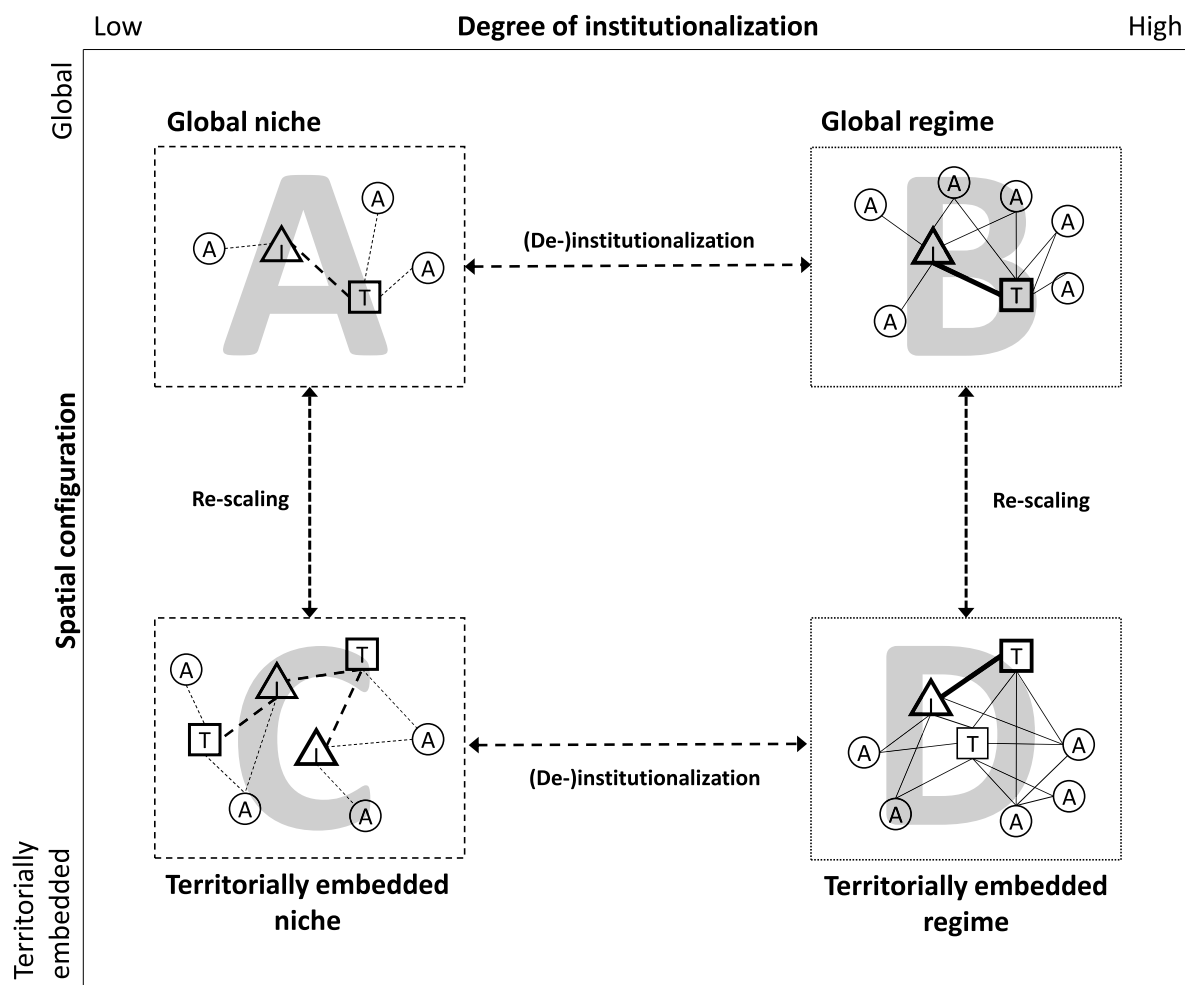 Low Degree of institutionalization High
Global
Spatial configuration
Territorially
embedded
Global niche
A
A
A
A
I
T
(De-)institutionalization
Global regime
B
A
A
A
A
A
A
I
T
Re-scaling
Re-scaling
C
T
A
I
T
I
A
A
A
Territorially embedded
niche
(De-)institutionalization
D
T
I
T
A
A
A
A
A
Territorially embedded
regime